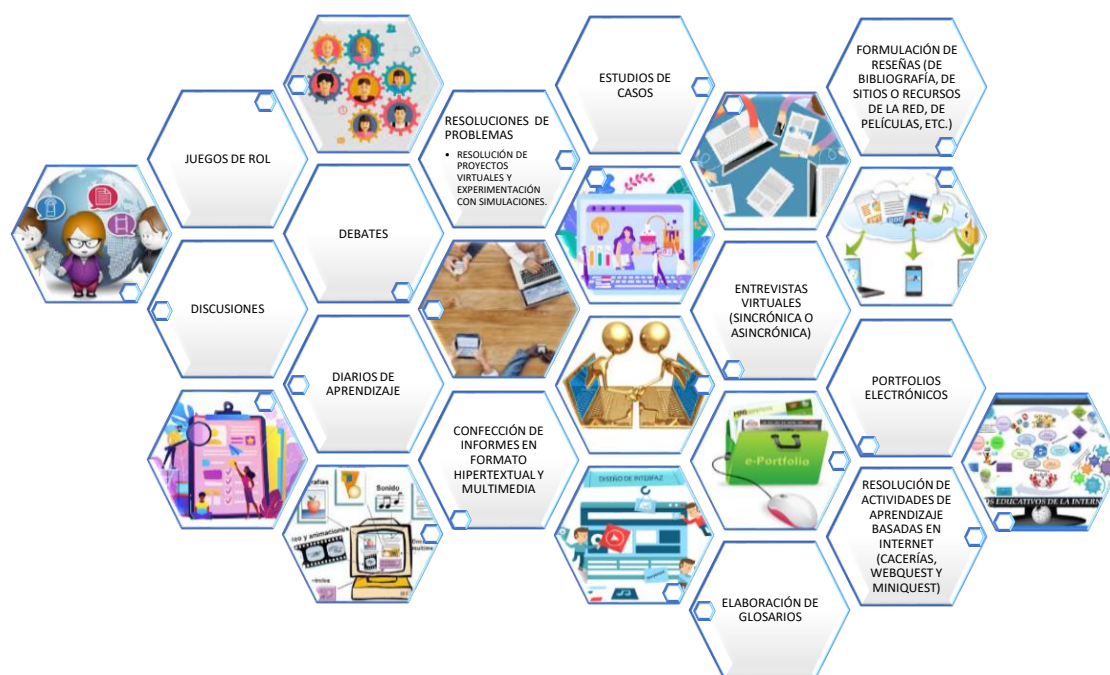 JUEGOS DE ROL
DISCUSIONES
DEBATES
DIARIOS DE
APRENDIZAJE
Sonido
RESOLUCIONES DE
PROBLEMAS
• RESOLUCIÓN DE
PROYECTOS
VIRTUALES Y
EXPERIMENTACIÓN
CON SIMULACIONES.
CONFECCIÓN DE
INFORMES EN
FORMATO
HIPERTEXTUAL Y
MULTIMEDIA
ESTUDIOS DE
CASOS
DISEÑO DE INTERFAZ
ENTREVISTAS
VIRTUALES
(SINCRÓNICA O
ASINCRÓNICA)
e-Portfolio
ELABORACIÓN DE
GLOSARIOS
FORMULACIÓN DE
RESEÑAS (DE
BIBLIOGRAFÍA, DE
SITIOS O RECURSOS
DE LA RED, DE
PELÍCULAS, ETC.)
PORTFOLIOS
ELECTRÓNICOS
RESOLUCIÓN DE
ACTIVIDADES DE
APRENDIZAJE
BASADAS EN
INTERNET
(CACERÍAS,
WEBQUEST Y
MINIQUEST)
OS EDUCATIVOS DE LA INTERN